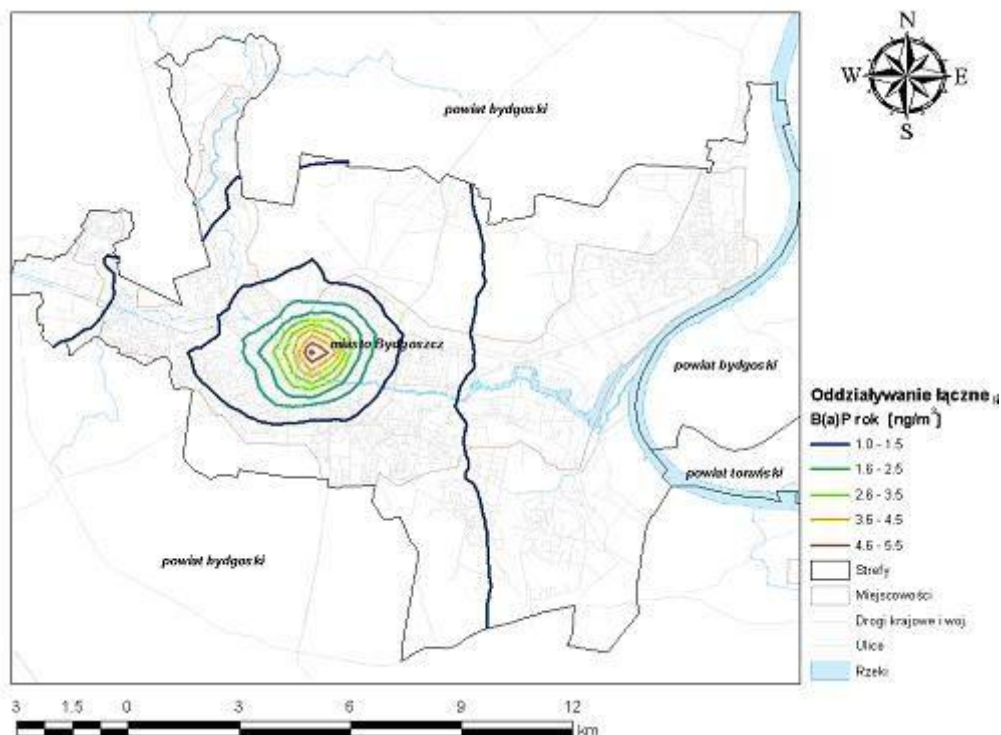 N
W E
S
powiat bydgoski
miasto Bydgoszcz
powiat bydgoski
powiat toruński
powiat bydgoski
Oddziaływanie łączne
B(a)P rok [ng/m³]
1.0 - 1.5
1.6 - 2.5
2.6 - 3.5
3.6 - 4.5
4.6 - 5.5
Strefy
Miejscowości
Drogi krajowe i woj.
Ulice
Rzeki
3 1.5 0 3 6 9 12
km